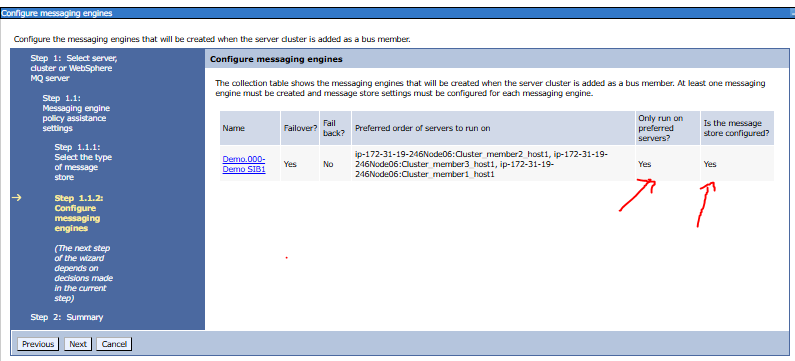 Configure messaging engines
Configure the messaging engines that will be created when the server cluster is added as a bus member.
Step 1: Select server,
cluster or WebSphere
MQ server
Step 1.1:
Messaging engine
policy assistance
settings
Step 1.1.1:
Select the type
of message
store
Step 1.1.2:
Configure
messaging
engines
(The next step
of the wizard
depends on
decisions made
in the current
step)
Step 2: Summary
Configure messaging engines
The collection table shows the messaging engines that will be created when the server cluster is added as a bus member. At least one messaging
engine must be created and message store settings must be configured for each messaging engine.
Name
Failover?
Fail
back?
Preferred order of servers to run on
Only run on
preferred
servers?
Is the message
store configured?
Demo.000-
Demo SIB1
Yes
No
ip-172-31-19-246Node06:Cluster_member2_host1, ip-172-31-19-
246Node06:Cluster_member3_host1, ip-172-31-19-
246Node06:Cluster_member1_host1
Yes
Yes
Previous
Next
Cancel